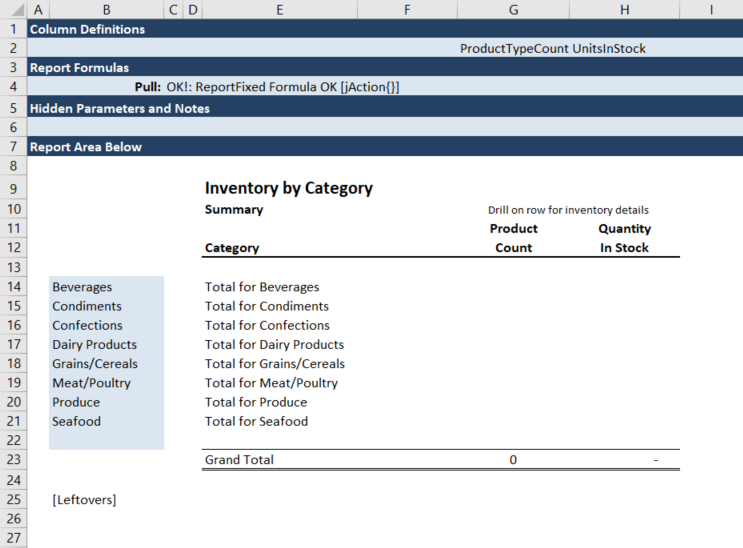 A B C D E F G H I
1 Column Definitions
2 ProductTypeCount UnitsInStock
3 Report Formulas
4 Pull: OK!: ReportFixed Formula OK [jAction{}]
5 Hidden Parameters and Notes
6
7 Report Area Below
8
9 Inventory by Category
10 Summary Drill on row for inventory details
11 Product Quantity
12 Category Count In Stock
13
14 Beverages Total for Beverages
15 Condiments Total for Condiments
16 Confections Total for Confections
17 Dairy Products Total for Dairy Products
18 Grains/Cereals Total for Grains/Cereals
19 Meat/Poultry Total for Meat/Poultry
20 Produce Total for Produce
21 Seafood Total for Seafood
22
23 Grand Total 0 -
24
25 [Leftovers]
26
27